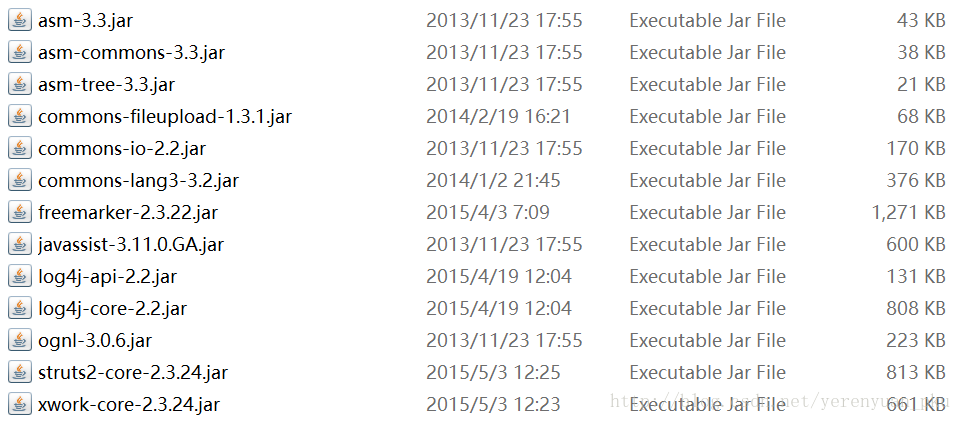 asm-3.3.jar 2013/11/23 17:55 Executable Jar File 43 KB
asm-commons-3.3.jar 2013/11/23 17:55 Executable Jar File 38 KB
asm-tree-3.3.jar 2013/11/23 17:55 Executable Jar File 21 KB
commons-fileupload-1.3.1.jar 2014/2/19 16:21 Executable Jar File 68 KB
commons-io-2.2.jar 2013/11/23 17:55 Executable Jar File 170 KB
commons-lang3-3.2.jar 2014/1/2 21:45 Executable Jar File 376 KB
freemarker-2.3.22.jar 2015/4/3 7:09 Executable Jar File 1,271 KB
javassist-3.11.0.GA.jar 2013/11/23 17:55 Executable Jar File 600 KB
log4j-api-2.2.jar 2015/4/19 12:04 Executable Jar File 131 KB
log4j-core-2.2.jar 2015/4/19 12:04 Executable Jar File 808 KB
ognl-3.0.6.jar 2013/11/23 17:55 Executable Jar File 223 KB
struts2-core-2.3.24.jar 2015/5/3 12:25 Executable Jar File 813 KB
xwork-core-2.3.24.jar 2015/5/3 12:23 Executable Jar File 661 KB